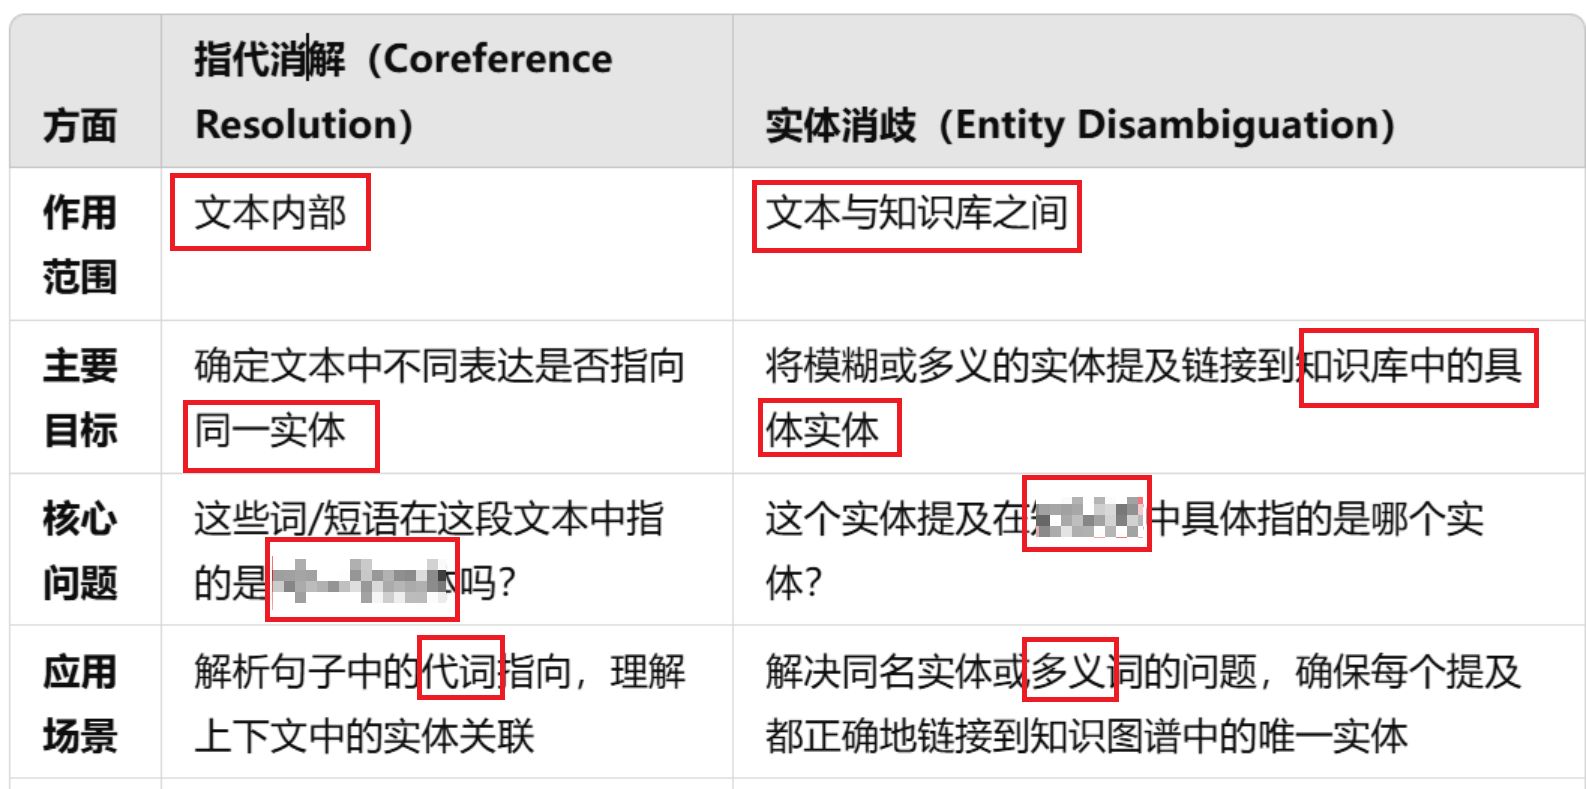 方面
指代消解（Coreference
Resolution）
实体消歧（Entity Disambiguation）
作用
范围
文本内部
文本与知识库之间
主要
目标
确定文本中不同表达是否指向
同一实体
将模糊或多义的实体提及链接到知识库中的具
体实体
核心
问题
这些词/短语在这段文本中指
的是 吗?
这个实体提及在 中具体指的是哪个实
体?
应用
场景
解析句子中的代词指向，理解
上下文中的实体关联
解决同名实体或多义词的问题，确保每个提及
都正确地链接到知识图谱中的唯一实体